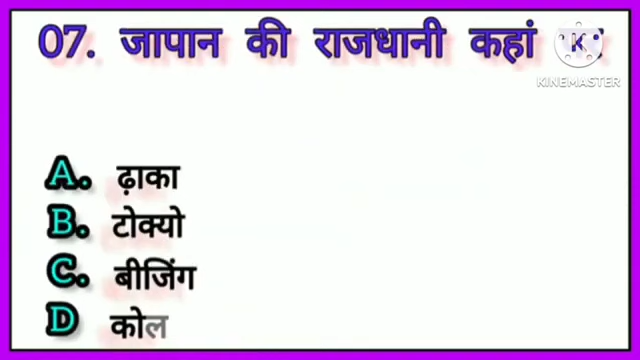 07. जापान की राजधानी कहां
KINEMASTER
A. ढ़ाका
B. टोक्यो
C. बीजिंग
D कोल